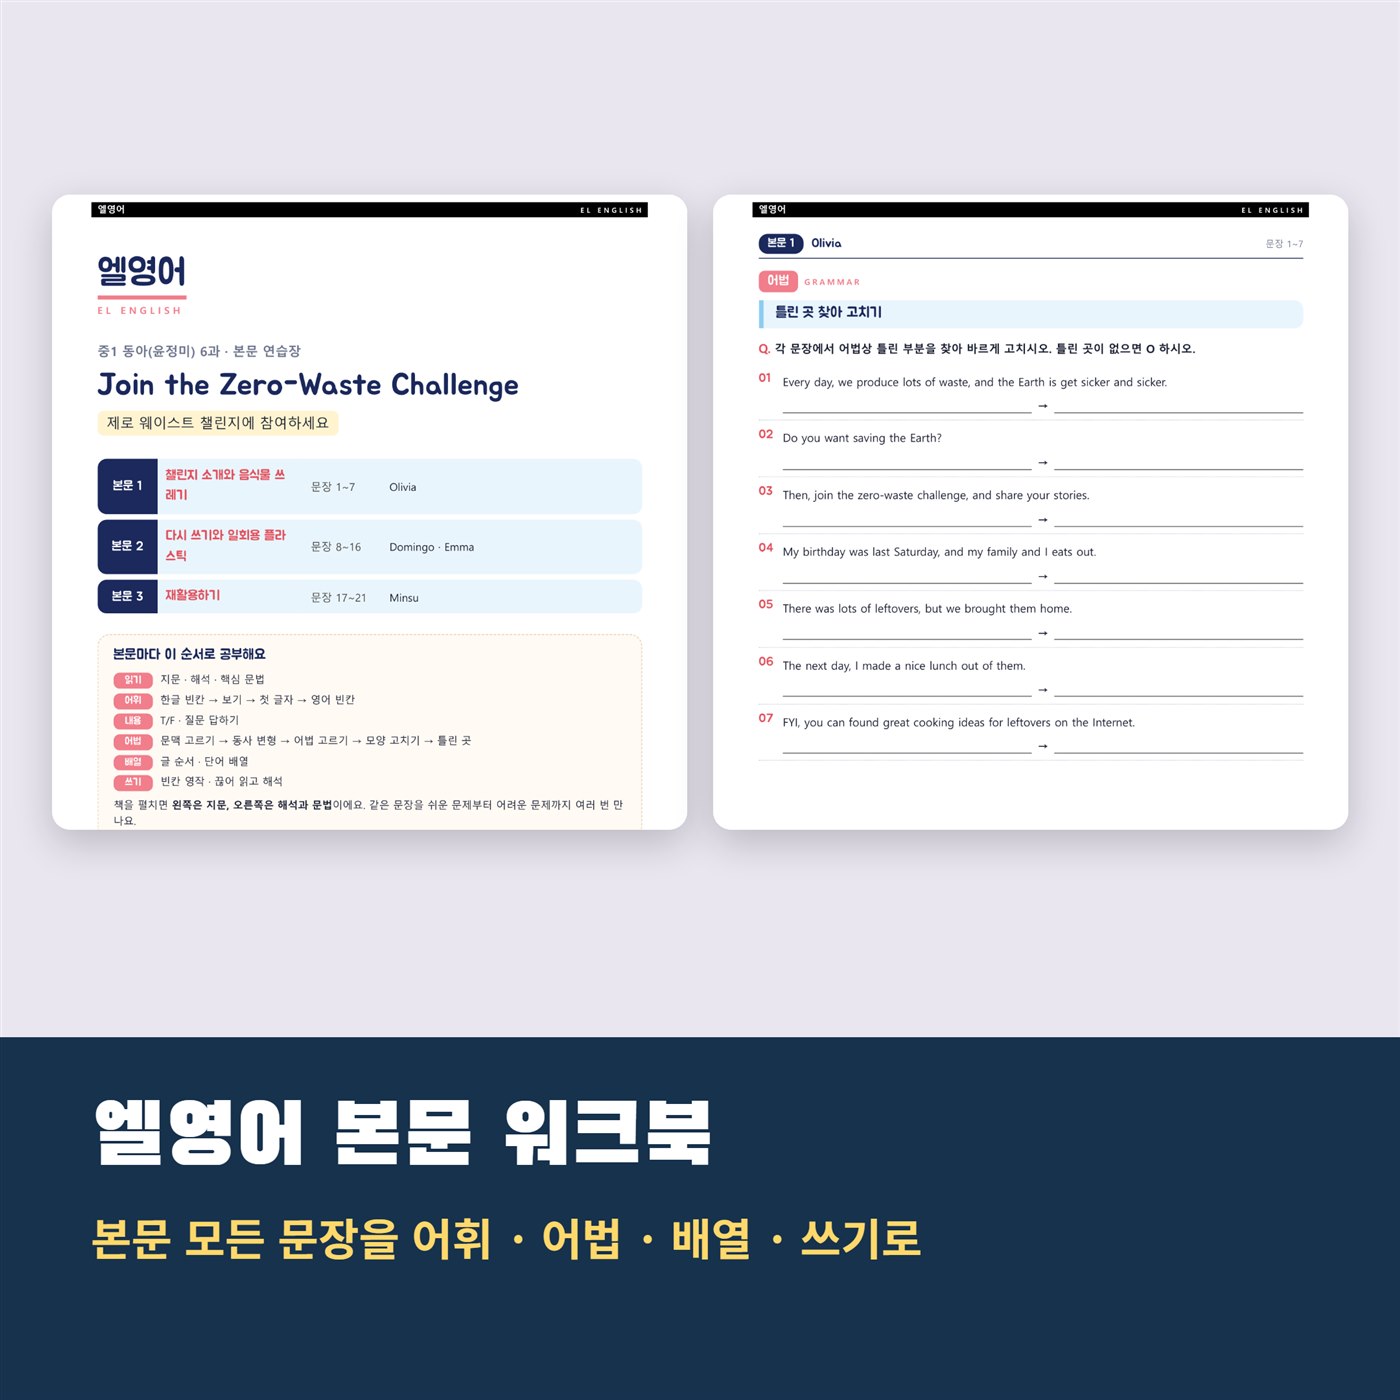 엘영어
EL ENGLISH
엘영어
EL ENGLISH
중1 동아(윤정미) 6과 · 본문 연습장
Join the Zero-Waste Challenge
제로 웨이스트 챌린지에 참여하세요
본문 1
챌린지 소개와 음식물 쓰
레기
문장 1~7
Olivia
본문 2
다시 쓰기와 일회용 플라
스틱
문장 8~16
Domingo · Emma
본문 3
재활용하기
문장 17~21
Minsu
본문마다 이 순서로 공부해요
읽기 지문 · 해석 · 핵심 문법
어휘 한글 빈칸 → 보기 → 첫 글자 → 영어 빈칸
내용 T/F · 질문 답하기
어법 문맥 고르기 → 동사 변형 → 어법 고르기 → 모양 고치기 → 틀린 곳
배열 글 순서 · 단어 배열
쓰기 빈칸 영작 · 끊어 읽고 해석
책을 펼치면 왼쪽은 지문, 오른쪽은 해석과 문법이에요. 같은 문장을 쉬운 문제부터 어려운 문제까지 여러 번 만
나요.
엘영어
EL ENGLISH
본문 1 Olivia
문장 1~7
어법 GRAMMAR
틀린 곳 찾아 고치기
Q. 각 문장에서 어법상 틀린 부분을 찾아 바르게 고치시오. 틀린 곳이 없으면 O 하시오.
01 Every day, we produce lots of waste, and the Earth is get sicker and sicker.
→
02 Do you want saving the Earth?
→
03 Then, join the zero-waste challenge, and share your stories.
→
04 My birthday was last Saturday, and my family and I eats out.
→
05 There was lots of leftovers, but we brought them home.
→
06 The next day, I made a nice lunch out of them.
→
07 FYI, you can found great cooking ideas for leftovers on the Internet.
→
엘영어 본문 워크북
본문 모든 문장을 어휘 · 어법 · 배열 · 쓰기로